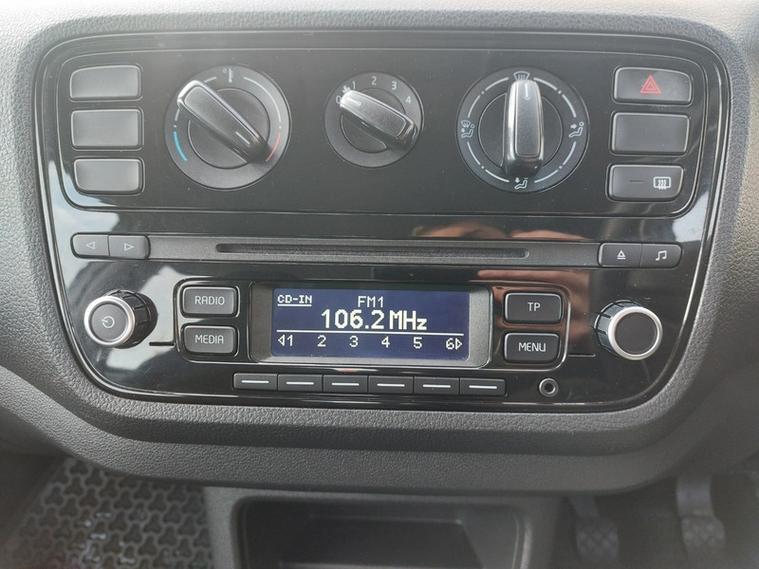 0 1 2 3 4
RADIO
MEDIA
CD-IN
FM1
106.2 MHz
1 2 3 4 5 6
TP
MENU